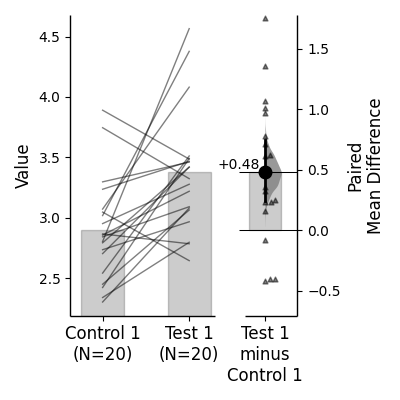 4.5
4.0
3.5
3.0
2.5
Value
Control 1
(N=20)
Test 1
(N=20)
+0.48
1.5
1.0
0.5
0.0
−0.5
Paired
Mean Difference
Test 1
minus
Control 1